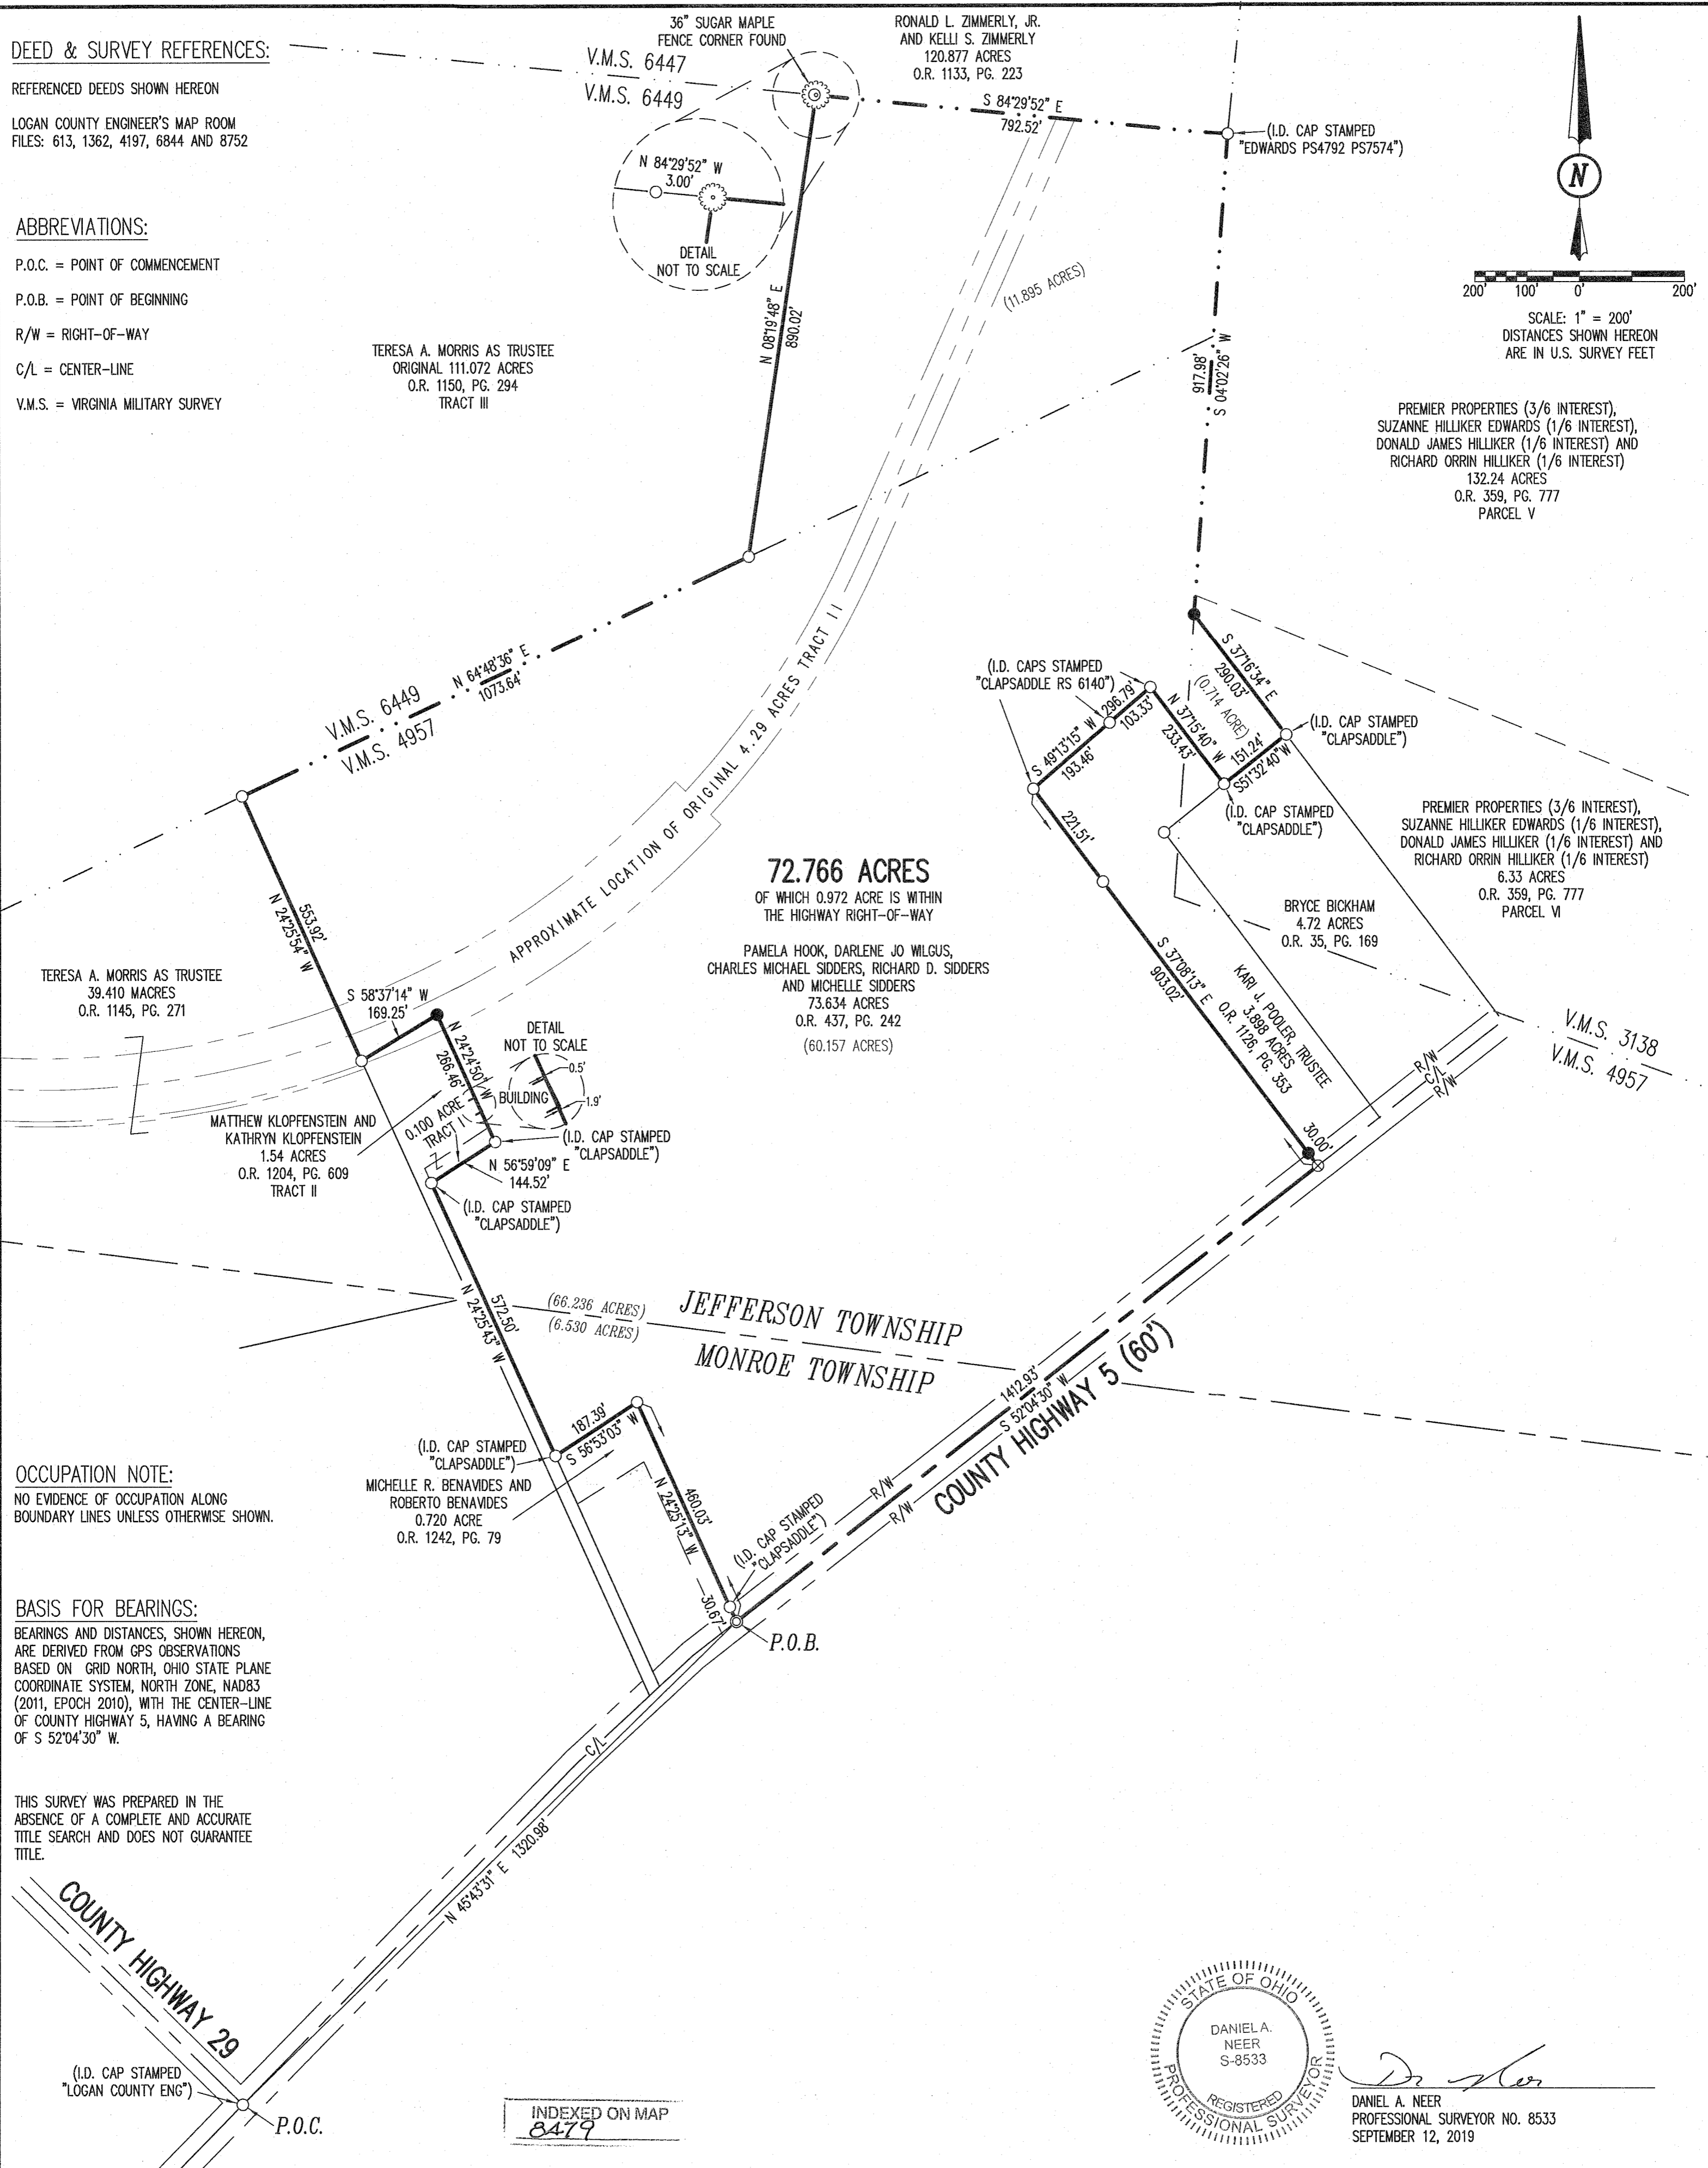 DEED & SURVEY REFERENCES:
REFERENCED DEEDS SHOWN HEREON
LOGAN COUNTY ENGINEER'S MAP ROOM
FILES: 613, 1362, 4197, 6844 AND 8752
ABBREVIATIONS:
P.O.C. = POINT OF COMMENCEMENT
P.O.B. = POINT OF BEGINNING
R/W = RIGHT-OF-WAY
C/L = CENTER-LINE
V.M.S. = VIRGINIA MILITARY SURVEY
36" SUGAR MAPLE
FENCE CORNER FOUND
V.M.S. 6447
V.M.S. 6449
RONALD L. ZIMMERLY, JR.
AND KELLI S. ZIMMERLY
120.877 ACRES
O.R. 1133, PG. 223
S 84°29'52" E
792.52'
(I.D. CAP STAMPED
"EDWARDS PS4792 PS7574")
N
200'
100'
0'
200'
SCALE: 1" = 200'
DISTANCES SHOWN HEREON
ARE IN U.S. SURVEY FEET
N 84°29'52" W
3.00'
DETAIL
NOT TO SCALE
N 08°19'48" E
890.02'
(11.895 ACRES)
917.98'
S 04°02'26" W
TERESA A. MORRIS AS TRUSTEE
ORIGINAL 111.072 ACRES
O.R. 1150, PG. 294
TRACT III
PREMIER PROPERTIES (3/6 INTEREST),
SUZANNE HILLIKER EDWARDS (1/6 INTEREST),
DONALD JAMES HILLIKER (1/6 INTEREST) AND
RICHARD ORRIN HILLIKER (1/6 INTEREST)
132.24 ACRES
O.R. 359, PG. 777
PARCEL V
N 64°48'36" E
1073.64'
V.M.S. 6449
V.M.S. 4957
APPROXIMATE LOCATION OF ORIGINAL 4.29 ACRES TRACT II
(I.D. CAPS STAMPED
"CLAPSADDLE RS 6140")
S 37°16'34" E
290.03'
(0.714 ACRE)
N 37°15'40" W
233.43'
296.79'
103.33'
S 49°13'15" W
193.46'
151.24'
S51°32'40"W
(I.D. CAP STAMPED
"CLAPSADDLE")
(I.D. CAP STAMPED
"CLAPSADDLE")
221.51'
S 37°08'13" E
903.02'
PREMIER PROPERTIES (3/6 INTEREST),
SUZANNE HILLIKER EDWARDS (1/6 INTEREST),
DONALD JAMES HILLIKER (1/6 INTEREST) AND
RICHARD ORRIN HILLIKER (1/6 INTEREST)
6.33 ACRES
O.R. 359, PG. 777
PARCEL VI
72.766 ACRES
OF WHICH 0.972 ACRE IS WITHIN
THE HIGHWAY RIGHT-OF-WAY
PAMELA HOOK, DARLENE JO WILGUS,
CHARLES MICHAEL SIDDERS, RICHARD D. SIDDERS
AND MICHELLE SIDDERS
73.634 ACRES
O.R. 437, PG. 242
(60.157 ACRES)
BRYCE BICKHAM
4.72 ACRES
O.R. 35, PG. 169
KARI J. POOLER, TRUSTEE
3.898 ACRES
O.R. 1126, PG. 353
V.M.S. 3138
V.M.S. 4957
R/W
C/L
R/W
30.00'
553.92'
N 24°25'54" W
TERESA A. MORRIS AS TRUSTEE
39.410 MACRES
O.R. 1145, PG. 271
S 58°37'14" W
169.25'
N 24°24'50" W
266.46'
DETAIL
NOT TO SCALE
0.5'
BUILDING
1.9'
0.100 ACRE
TRACT I
MATTHEW KLOPFENSTEIN AND
KATHRYN KLOPFENSTEIN
1.54 ACRES
O.R. 1204, PG. 609
TRACT II
(I.D. CAP STAMPED
"CLAPSADDLE")
N 56°59'09" E
144.52'
(I.D. CAP STAMPED
"CLAPSADDLE")
572.50'
N 24°25'43" W
(66.236 ACRES)
(6.530 ACRES)
JEFFERSON TOWNSHIP
MONROE TOWNSHIP
1412.93'
S 52°04'30" W
COUNTY HIGHWAY 5 (60')
R/W
R/W
187.39'
S 56°53'03" W
(I.D. CAP STAMPED
"CLAPSADDLE")
MICHELLE R. BENAVIDES AND
ROBERTO BENAVIDES
0.720 ACRE
O.R. 1242, PG. 79
460.03'
N 24°25'13" W
(I.D. CAP STAMPED
"CLAPSADDLE")
30.67'
P.O.B.
OCCUPATION NOTE:
NO EVIDENCE OF OCCUPATION ALONG
BOUNDARY LINES UNLESS OTHERWISE SHOWN.
BASIS FOR BEARINGS:
BEARINGS AND DISTANCES, SHOWN HEREON,
ARE DERIVED FROM GPS OBSERVATIONS
BASED ON GRID NORTH, OHIO STATE PLANE
COORDINATE SYSTEM, NORTH ZONE, NAD83
(2011, EPOCH 2010), WITH THE CENTER-LINE
OF COUNTY HIGHWAY 5, HAVING A BEARING
OF S 52°04'30" W.
THIS SURVEY WAS PREPARED IN THE
ABSENCE OF A COMPLETE AND ACCURATE
TITLE SEARCH AND DOES NOT GUARANTEE
TITLE.
C/L
N 45°43'31" E 1320.98'
COUNTY HIGHWAY 29
(I.D. CAP STAMPED
"LOGAN COUNTY ENG")
P.O.C.
INDEXED ON MAP
8479
STATE OF OHIO
DANIEL A.
NEER
S-8533
REGISTERED
PROFESSIONAL SURVEYOR
DANIEL A. NEER
PROFESSIONAL SURVEYOR NO. 8533
SEPTEMBER 12, 2019